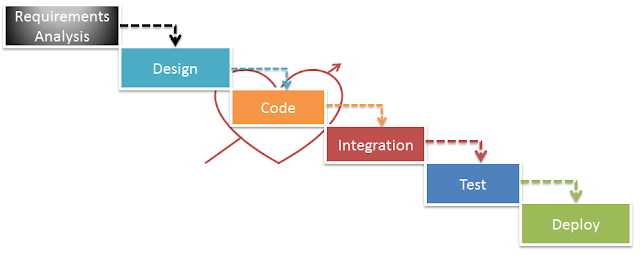 Requirements
Analysis
Design
Code
Integration
Test
Deploy